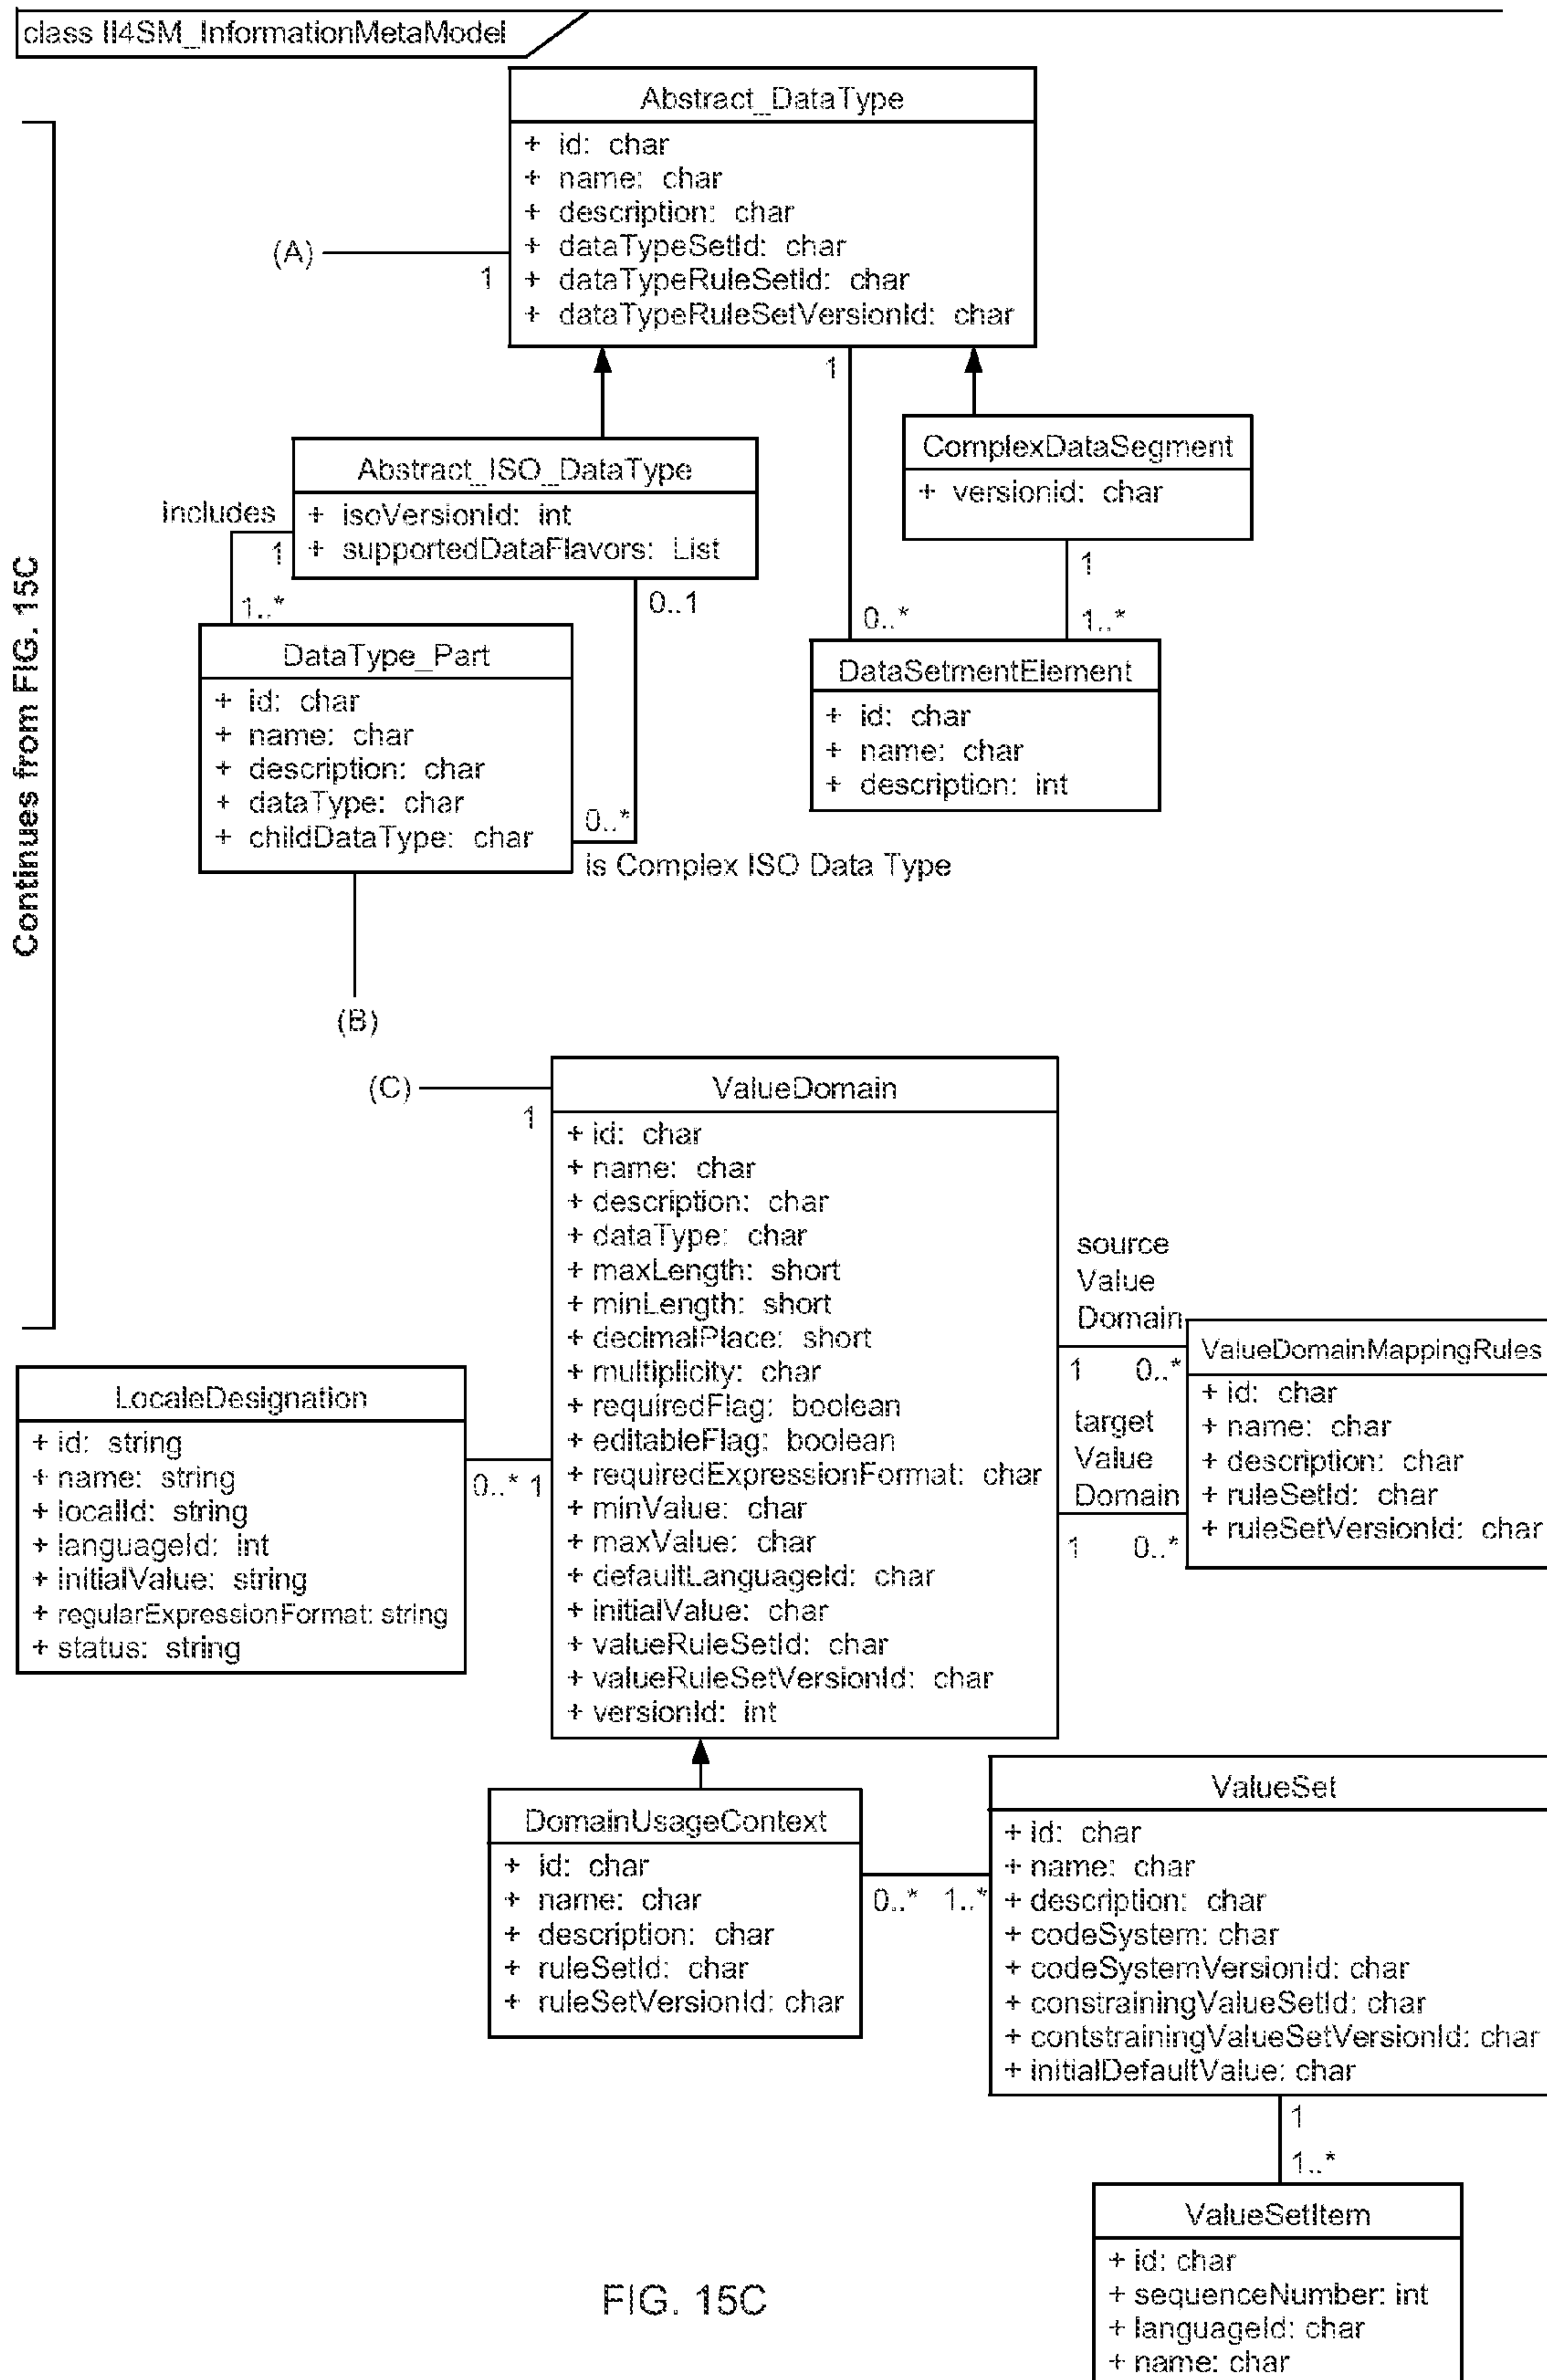 class II4SM_InformationMetaModel
Continues from FIG. 15C
Abstract_DataType
+ id: char
+ name: char
+ description: char
+ dataTypeSetId: char
+ dataTypeRuleSetId: char
+ dataTypeRuleSetVersionId: char
(A)
1
1
Abstract_ISO_DataType
+ isoVersionId: int
+ supportedDataFlavors: List
ComplexDataSegment
+ versionid: char
includes
1
1..*
0..1
1
0..*
1..*
DataType_Part
+ id: char
+ name: char
+ description: char
+ dataType: char
+ childDataType: char
0..*
is Complex ISO Data Type
DataSetmentElement
+ id: char
+ name: char
+ description: int
(B)
(C)
1
ValueDomain
+ id: char
+ name: char
+ description: char
+ dataType: char
+ maxLength: short
+ minLength: short
+ decimalPlace: short
+ multiplicity: char
+ requiredFlag: boolean
+ editableFlag: boolean
+ requiredExpressionFormat: char
+ minValue: char
+ maxValue: char
+ defaultLanguageId: char
+ initialValue: char
+ valueRuleSetId: char
+ valueRuleSetVersionId: char
+ versionId: int
source
Value
Domain
1 0..*
target
Value
Domain
1 0..*
ValueDomainMappingRules
+ id: char
+ name: char
+ description: char
+ ruleSetId: char
+ ruleSetVersionId: char
LocaleDesignation
+ id: string
+ name: string
+ localId: string
+ languageId: int
+ initialValue: string
+ regularExpressionFormat: string
+ status: string
0..* 1
DomainUsageContext
+ id: char
+ name: char
+ description: char
+ ruleSetId: char
+ ruleSetVersionId: char
0..* 1..*
ValueSet
+ id: char
+ name: char
+ description: char
+ codeSystem: char
+ codeSystemVersionId: char
+ constrainingValueSetId: char
+ contstrainingValueSetVersionId: char
+ initialDefaultValue: char
1
1..*
ValueSetItem
+ id: char
+ sequenceNumber: int
+ languageId: char
+ name: char
FIG. 15C